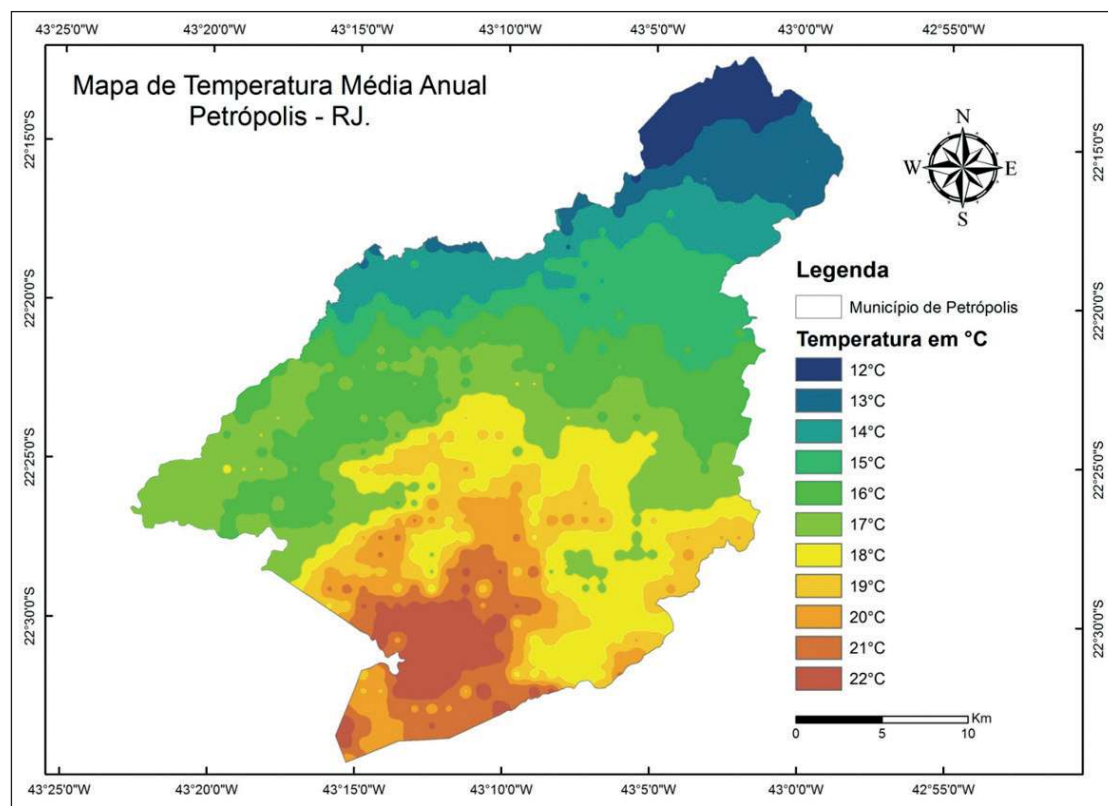 43°25'0"W 43°20'0"W 43°15'0"W 43°10'0"W 43°5'0"W 43°0'0"W 42°55'0"W
Mapa de Temperatura Média Anual
Petrópolis - RJ.
22°15'0"S
22°20'0"S
22°25'0"S
22°30'0"S
N
W E
S
22°15'0"S
22°20'0"S
22°25'0"S
22°30'0"S
Legenda
Município de Petrópolis
Temperatura em °C
12°C
13°C
14°C
15°C
16°C
17°C
18°C
19°C
20°C
21°C
22°C
Km
0 5 10
43°25'0"W 43°20'0"W 43°15'0"W 43°10'0"W 43°5'0"W 43°0'0"W 42°55'0"W